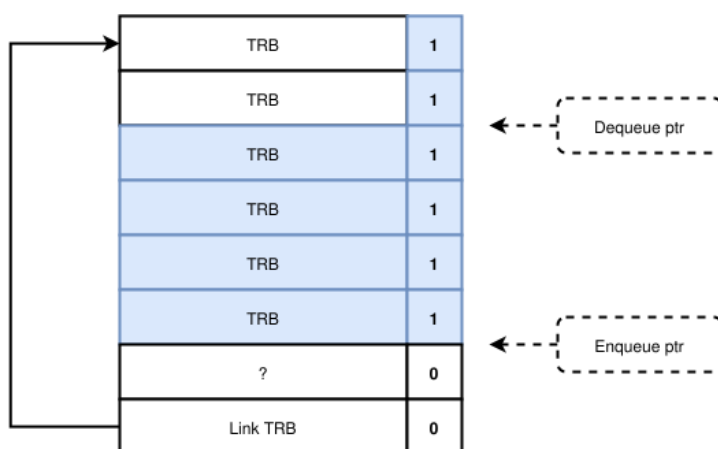 TRB 1
TRB 1
Dequeue ptr
TRB 1
TRB 1
TRB 1
TRB 1
Enqueue ptr
? 0
Link TRB 0